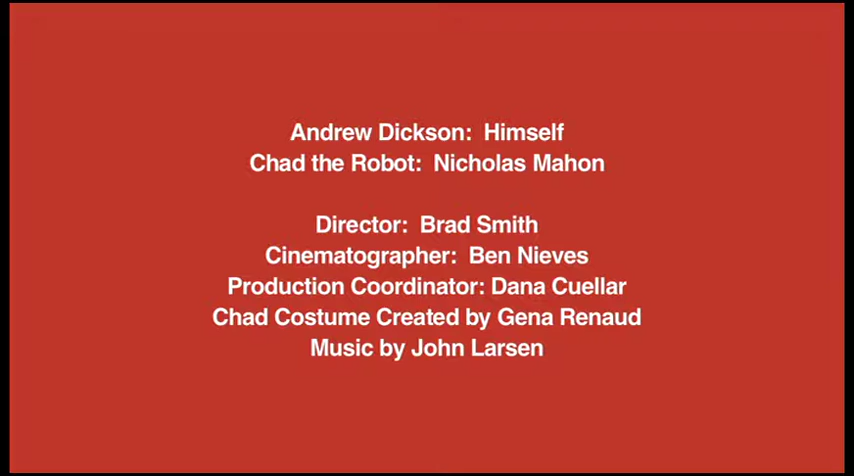 Andrew Dickson:  Himself
Chad the Robot:  Nicholas Mahon
Director:  Brad Smith
Cinematographer:  Ben Nieves
Production Coordinator: Dana Cuellar
Chad Costume Created by Gena Renaud
Music by John Larsen